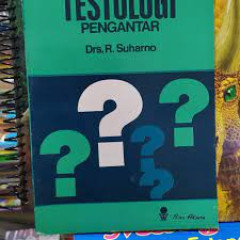 TESTOLOGI
PENGANTAR
Drs.R. Suharno
? ? ? ?